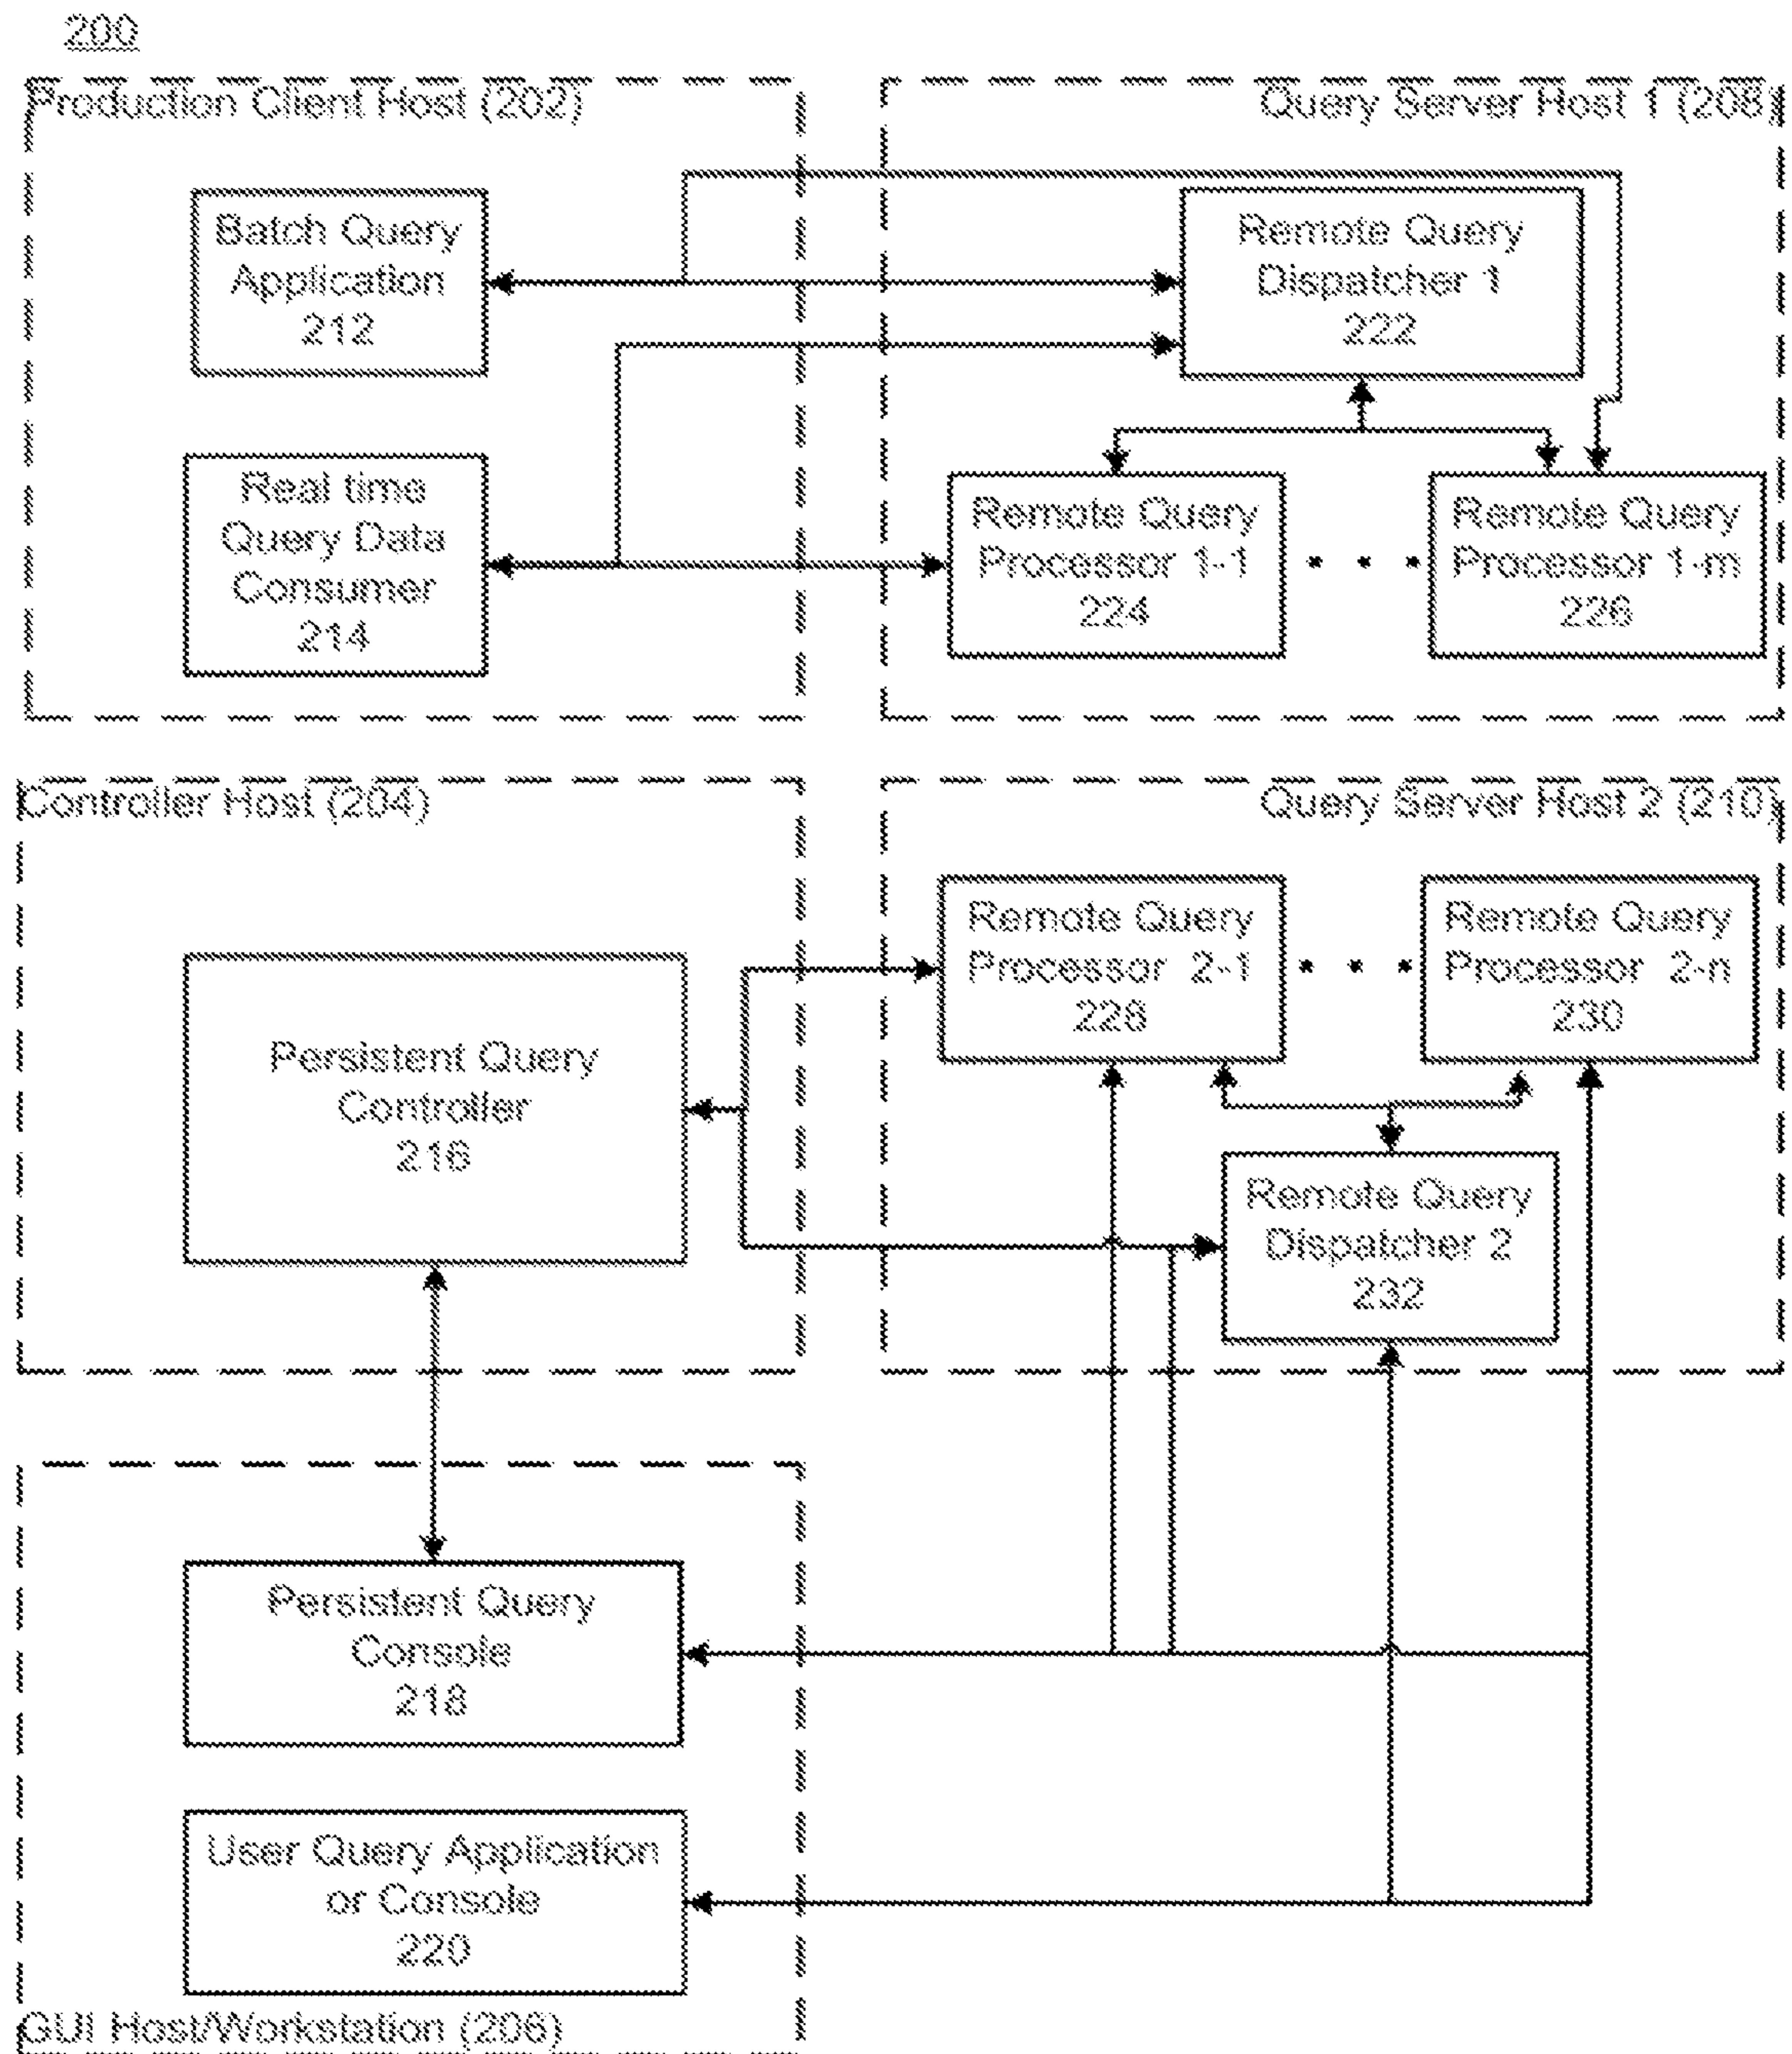 200
Production Client Host (202)
Query Server Host 1 (208)
Batch Query
Application
212
Remote Query
Dispatcher 1
222
Real time
Query Data
Consumer
214
Remote Query
Processor 1-1
224
Remote Query
Processor 1-m
226
Controller Host (204)
Query Server Host 2 (210)
Remote Query
Processor 2-1
228
Remote Query
Processor 2-n
230
Persistent Query
Controller
216
Remote Query
Dispatcher 2
232
Persistent Query
Console
218
User Query Application
or Console
220
GUI Host/Workstation (206)